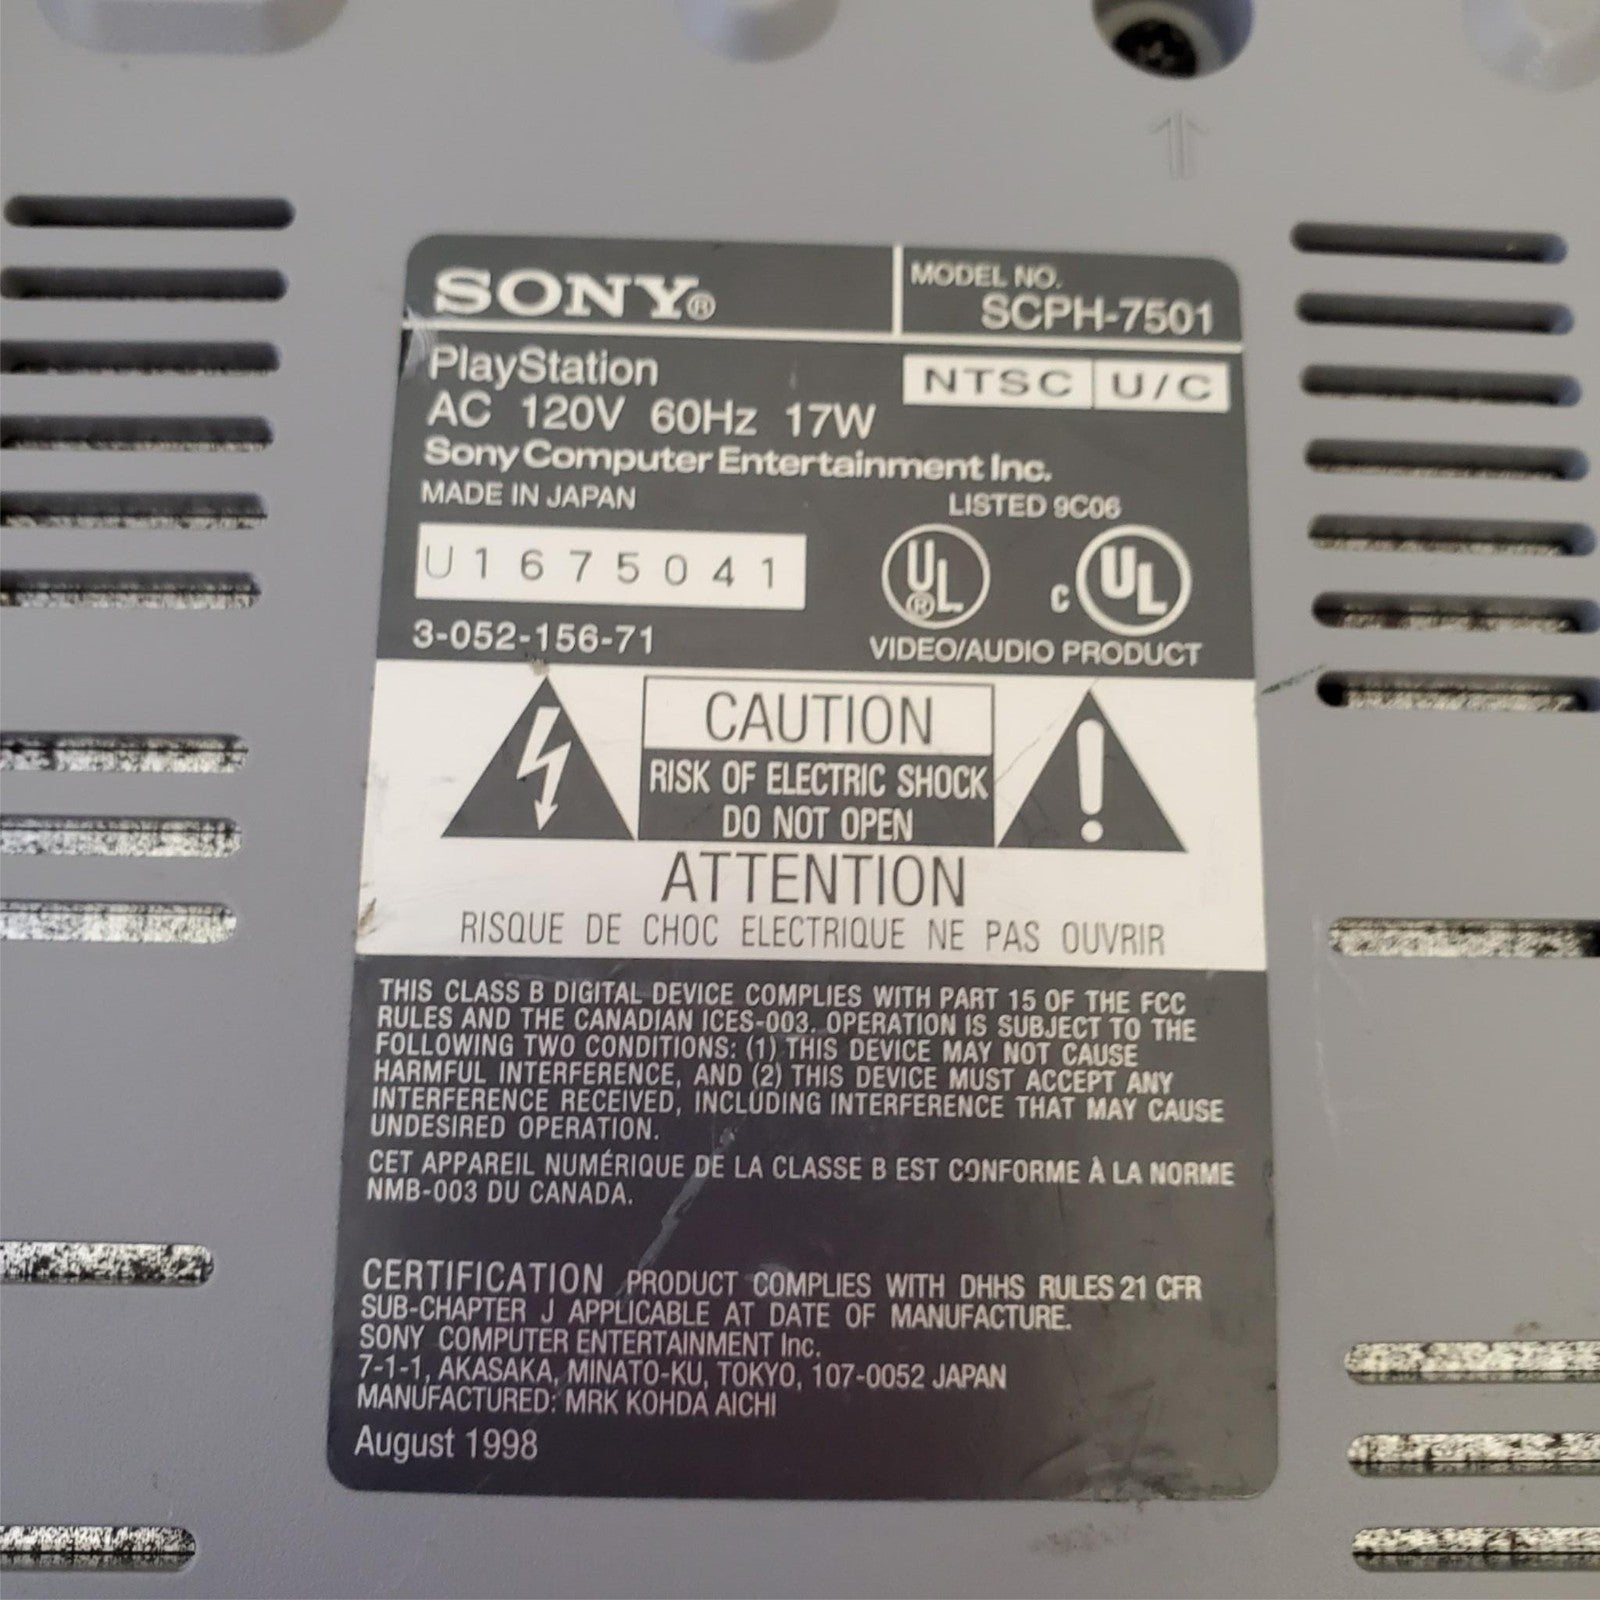 SONY®
MODEL NO.
SCPH-7501
PlayStation
NTSC U/C
AC 120V 60Hz 17W
Sony Computer Entertainment Inc.
MADE IN JAPAN
LISTED 9C06
U1675041
UL® c UL
3-052-156-71
VIDEO/AUDIO PRODUCT
CAUTION
RISK OF ELECTRIC SHOCK
DO NOT OPEN
ATTENTION
RISQUE DE CHOC ELECTRIQUE NE PAS OUVRIR
THIS CLASS B DIGITAL DEVICE COMPLIES WITH PART 15 OF THE FCC
RULES AND THE CANADIAN ICES-003. OPERATION IS SUBJECT TO THE
FOLLOWING TWO CONDITIONS: (1) THIS DEVICE MAY NOT CAUSE
HARMFUL INTERFERENCE, AND (2) THIS DEVICE MUST ACCEPT ANY
INTERFERENCE RECEIVED, INCLUDING INTERFERENCE THAT MAY CAUSE
UNDESIRED OPERATION.
CET APPAREIL NUMÉRIQUE DE LA CLASSE B EST CONFORME À LA NORME
NMB-003 DU CANADA.
CERTIFICATION PRODUCT COMPLIES WITH DHHS RULES 21 CFR
SUB-CHAPTER J APPLICABLE AT DATE OF MANUFACTURE.
SONY COMPUTER ENTERTAINMENT Inc.
7-1-1, AKASAKA, MINATO-KU, TOKYO, 107-0052 JAPAN
MANUFACTURED: MRK KOHDA AICHI
August 1998